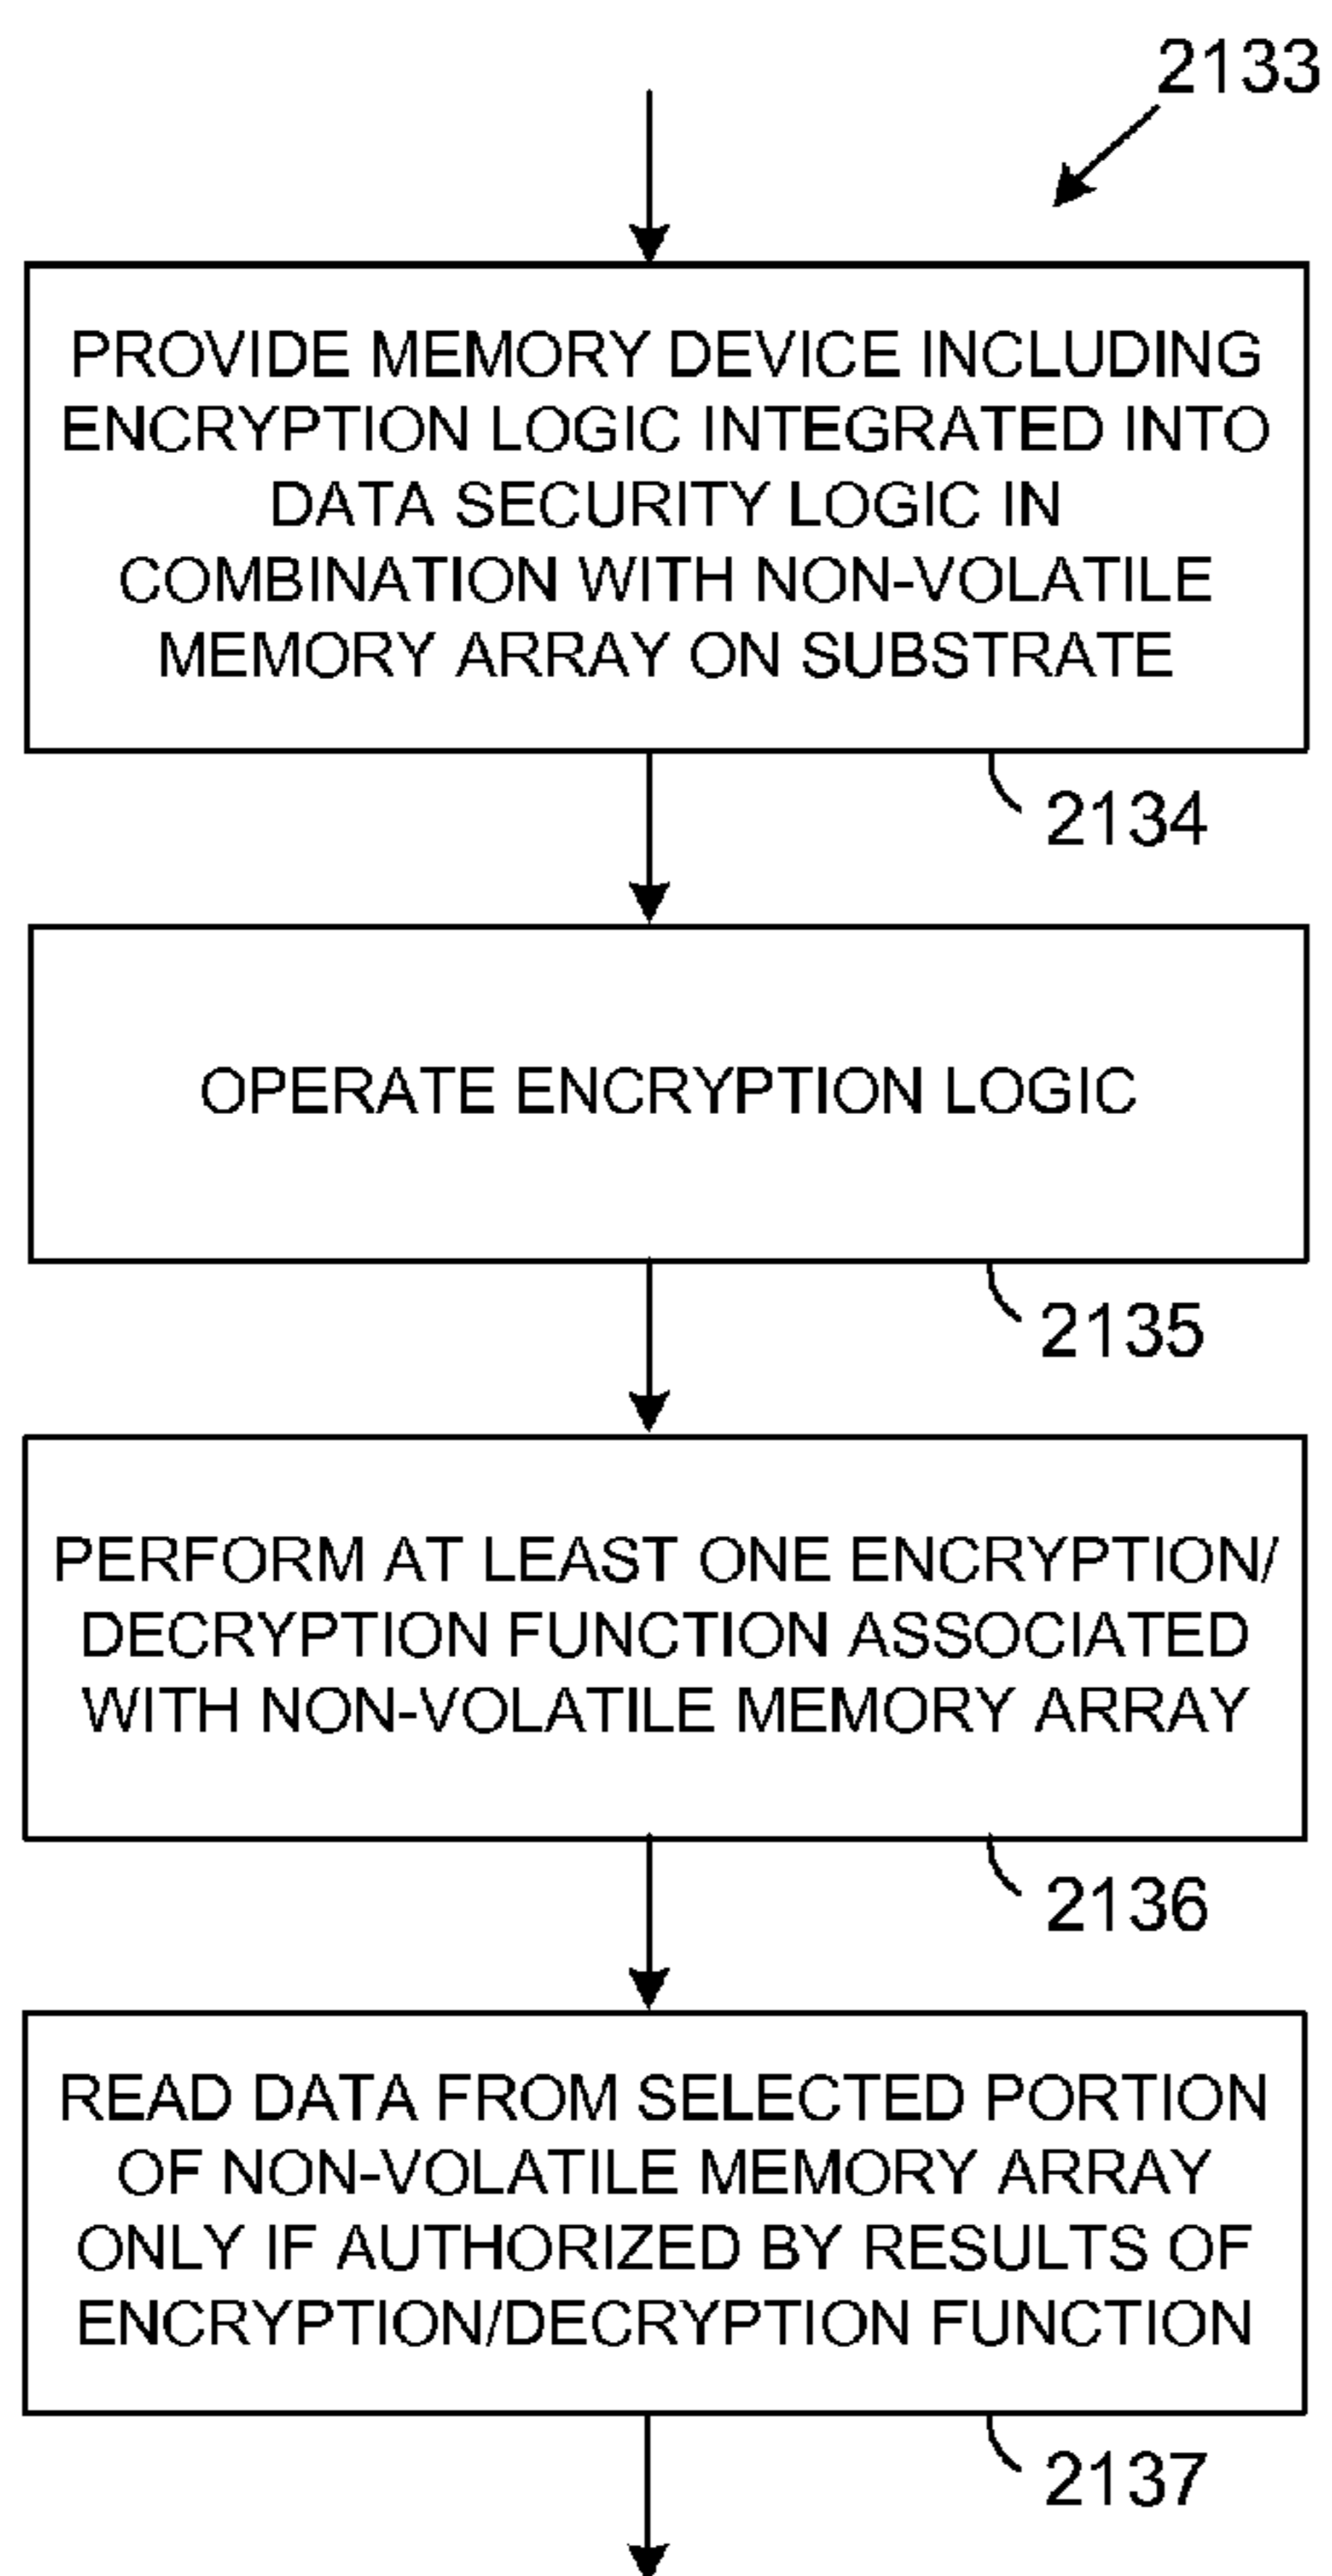 2133
PROVIDE MEMORY DEVICE INCLUDING
ENCRYPTION LOGIC INTEGRATED INTO
DATA SECURITY LOGIC IN
COMBINATION WITH NON-VOLATILE
MEMORY ARRAY ON SUBSTRATE
2134
OPERATE ENCRYPTION LOGIC
2135
PERFORM AT LEAST ONE ENCRYPTION/
DECRYPTION FUNCTION ASSOCIATED
WITH NON-VOLATILE MEMORY ARRAY
2136
READ DATA FROM SELECTED PORTION
OF NON-VOLATILE MEMORY ARRAY
ONLY IF AUTHORIZED BY RESULTS OF
ENCRYPTION/DECRYPTION FUNCTION
2137